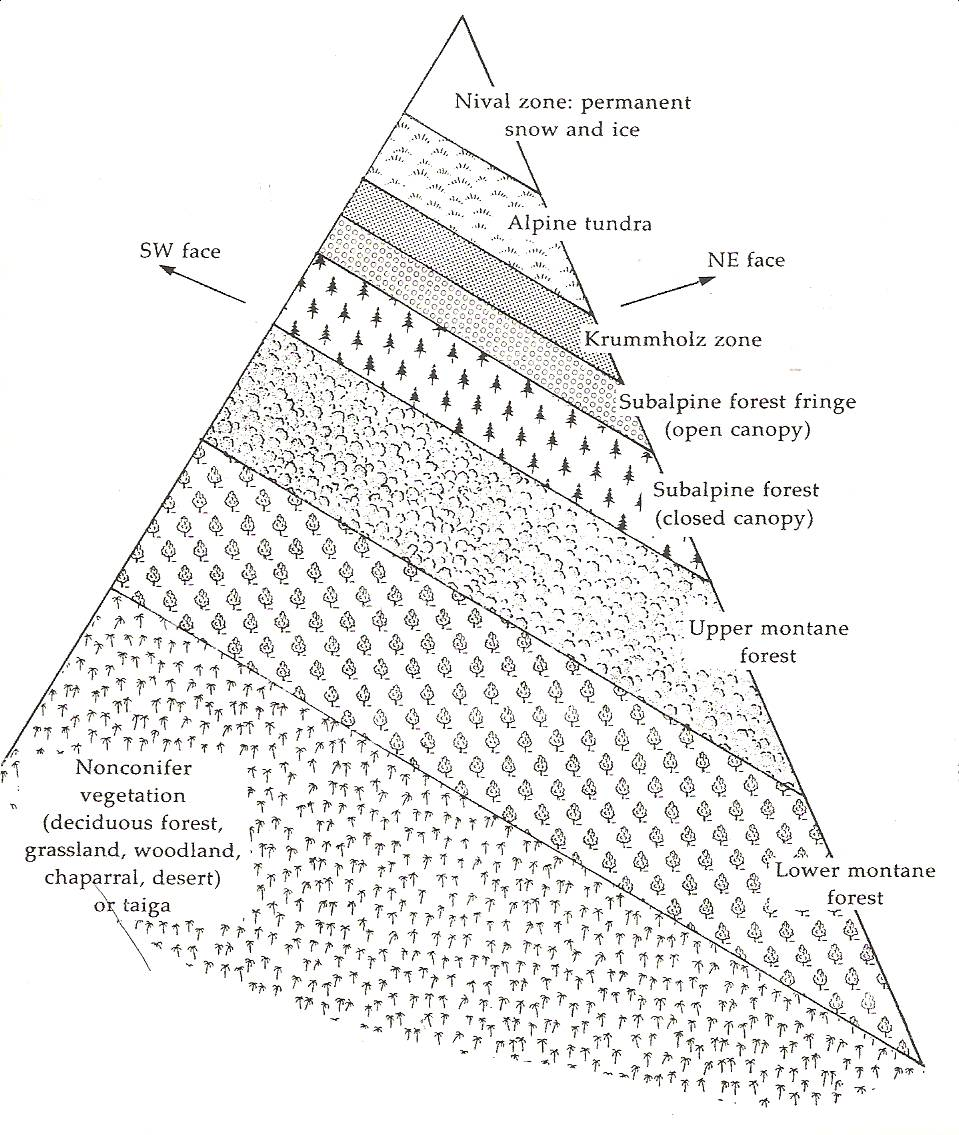 Nival zone: permanent
snow and ice
Alpine tundra
SW face
NE face
Krummholz zone
Subalpine forest fringe
(open canopy)
Subalpine forest
(closed canopy)
Upper montane
forest
Nonconifer
vegetation
(deciduous forest,
grassland, woodland,
chaparral, desert)
or taiga
Lower montane
forest